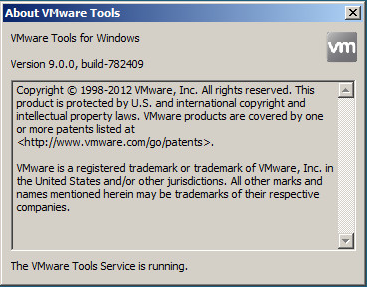 About VMware Tools
VMware Tools for Windows
vm
Version 9.0.0, build-782409
Copyright © 1998-2012 VMware, Inc. All rights reserved. This
product is protected by U.S. and international copyright and
intellectual property laws. VMware products are covered by one
or more patents listed at
<http://www.vmware.com/go/patents>.
VMware is a registered trademark or trademark of VMware, Inc. in
the United States and/or other jurisdictions. All other marks and
names mentioned herein may be trademarks of their respective
companies.
The VMware Tools Service is running.